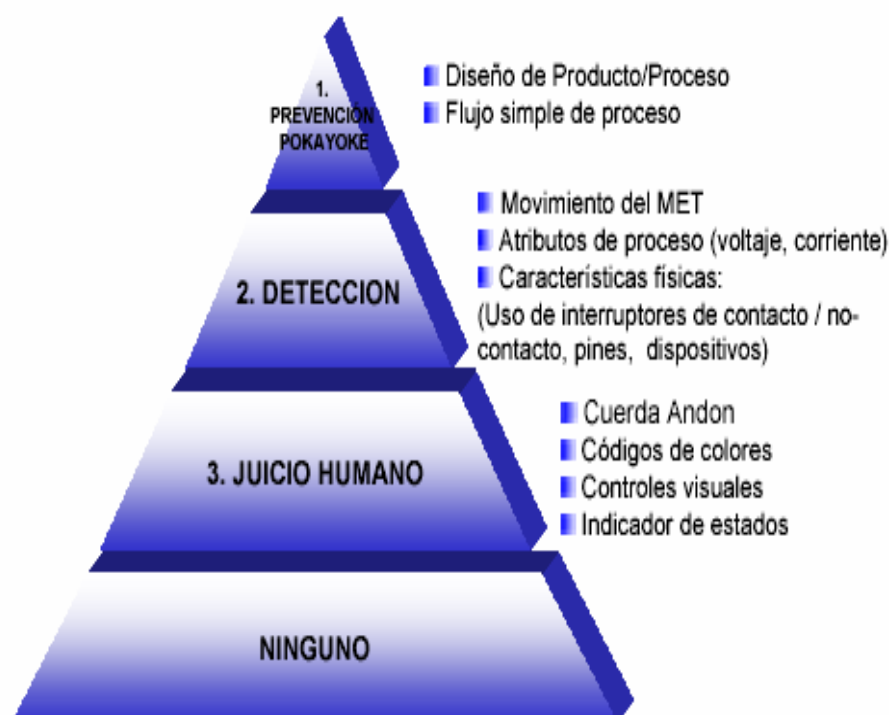 1.
PREVENCIÓN
POKAYOKE
Diseño de Producto/Proceso
Flujo simple de proceso
2. DETECCION
Movimiento del MET
Atributos de proceso (voltaje, corriente)
Características físicas:
(Uso de interruptores de contacto / no-
contacto, pines, dispositivos)
3. JUICIO HUMANO
Cuerda Andon
Códigos de colores
Controles visuales
Indicador de estados
NINGUNO